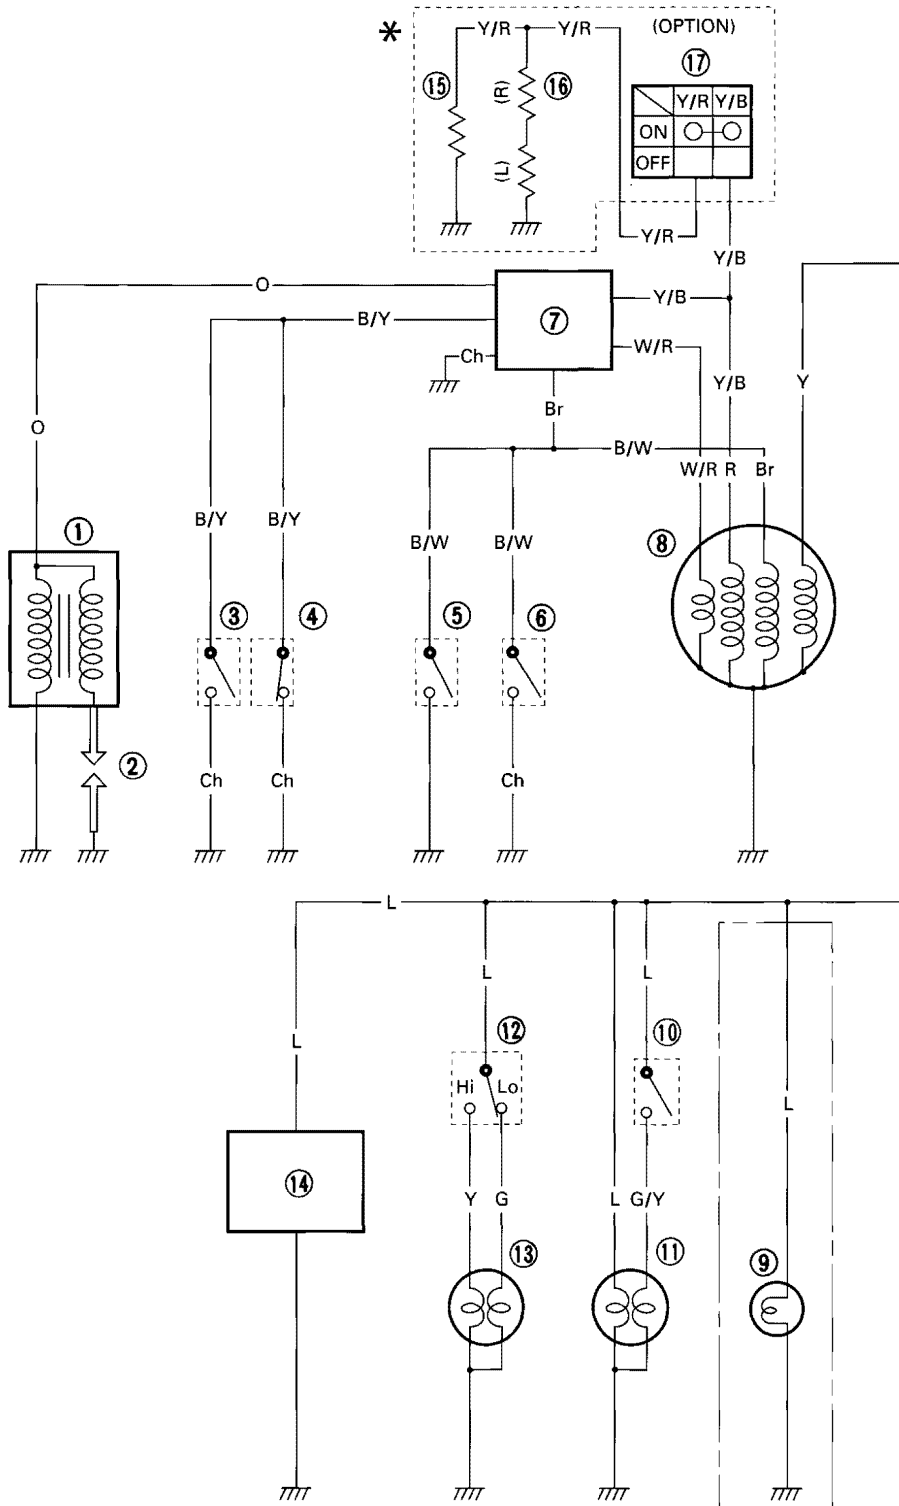 * Y/R Y/R (OPTION)
15 (R) 16 17
Y/R Y/B
ON
(L) OFF
Y/R
Y/B
O Y/B
B/Y 7
Ch W/R
Y/B Y
Br
O
B/W
W/R R Br
B/Y B/Y
1 B/W B/W 8
3 4 5 6
2
Ch Ch Ch
L
L L
12 10
L
Hi Lo
L
14 Y G L G/Y
13 11 9